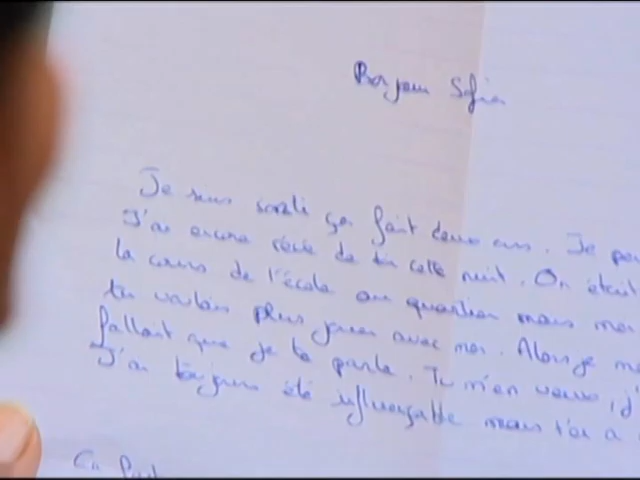 Bonjour Sofia
Je suis sorti ça fait deux ans. Je
J'ai encore rêvé de toi cette nuit. On était
la cour de l'école au quartier mais
tu voulais plus jouer avec moi. Alors je
fallait que je te parle. Tu m'en veux, j'
J'ai toujours été influençable mais t'es